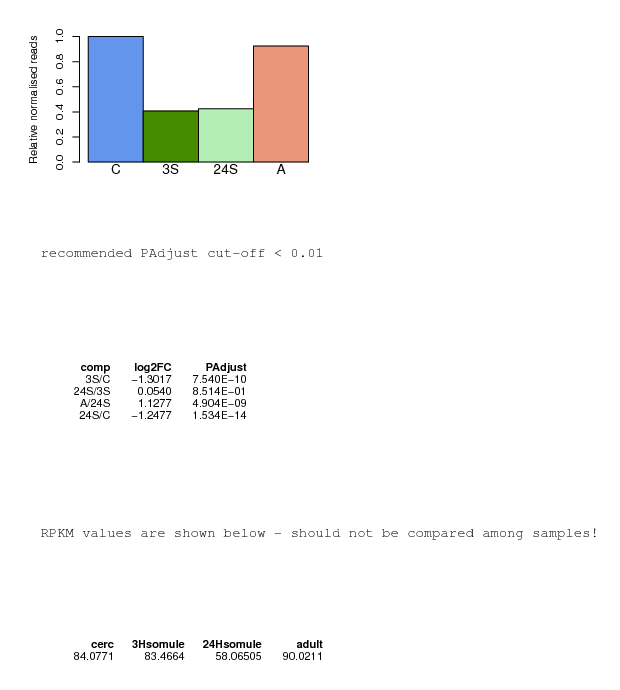 Relative normalised reads
1.0
0.8
0.6
0.4
0.2
0.0
C 3S 24S A
recommended PAdjust cut-off < 0.01
comp log2FC PAdjust
3S/C −1.3017 7.540E−10
24S/3S 0.0540 8.514E−01
A/24S 1.1277 4.904E−09
24S/C −1.2477 1.534E−14
RPKM values are shown below - should not be compared among samples!
cerc 3Hsomule 24Hsomule adult
84.0771 83.4664 58.06505 90.0211